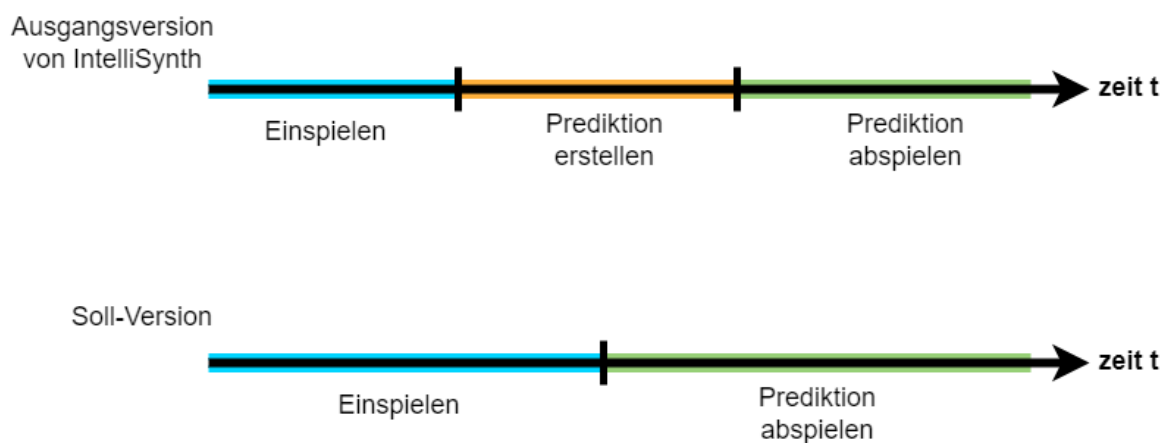 Ausgangsversion
von IntelliSynth
zeit t
Einspielen
Prediktion
erstellen
Prediktion
abspielen
Soll-Version
zeit t
Einspielen
Prediktion
abspielen